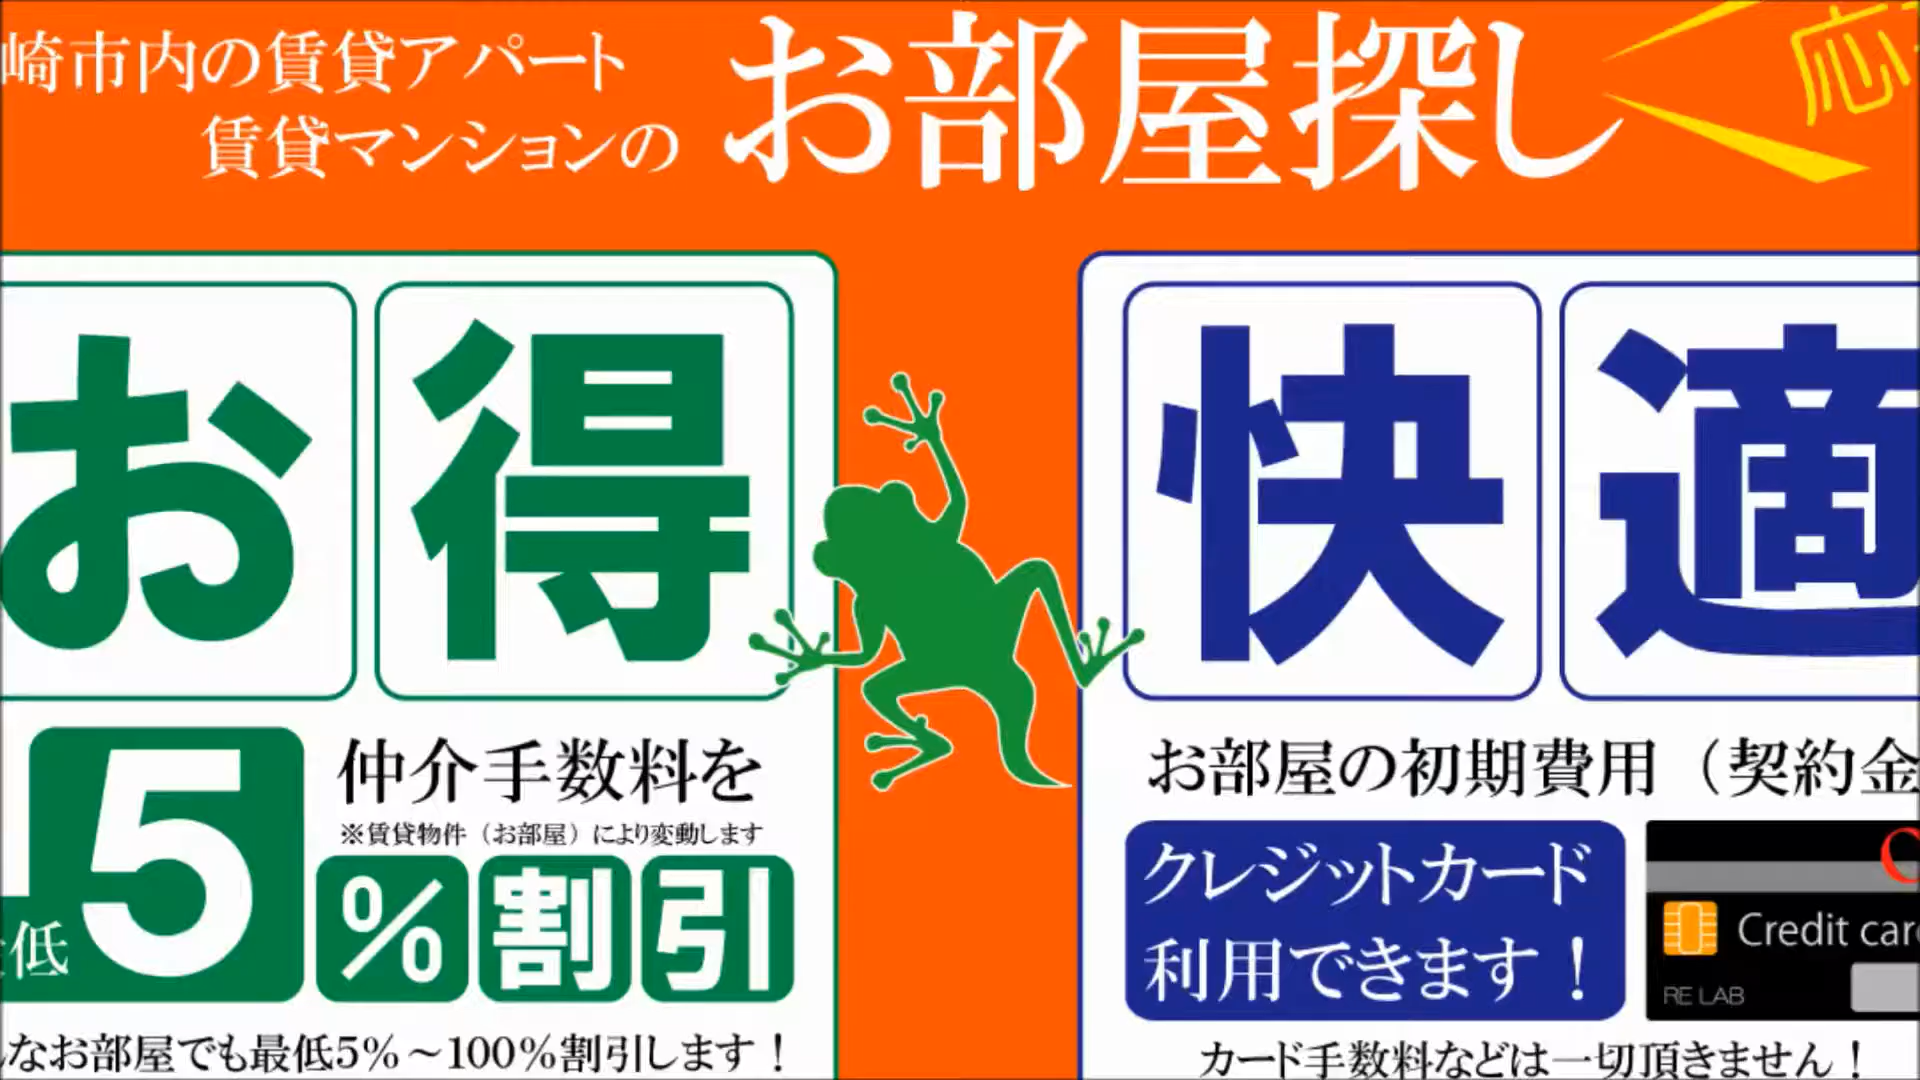 崎市内の賃貸アパート
賃貸マンションの
お部屋探し
応
お得
5
低
仲介手数料を
※賃貸物件（お部屋）により変動します
%割引
なお部屋でも最低5%～100%割引します！
快適
お部屋の初期費用（契約金
クレジットカード
利用できます！
Credit card
RE LAB
カード手数料などは一切頂きません！